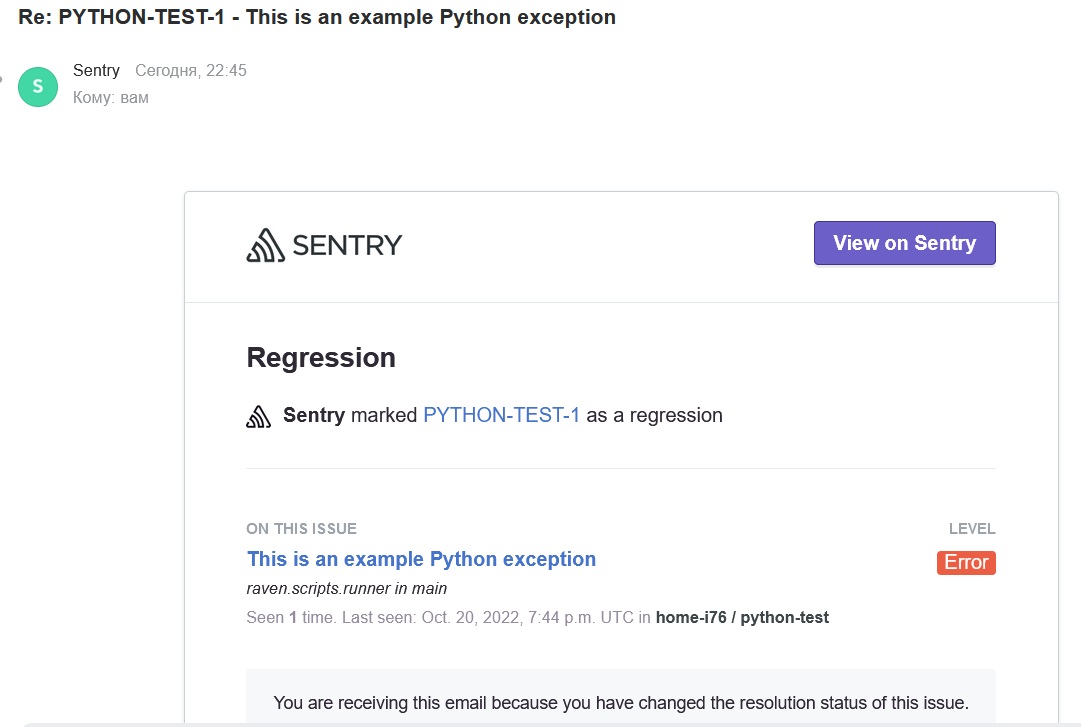 Re: PYTHON-TEST-1 - This is an example Python exception
S
Sentry Сегодня, 22:45
Кому: вам
SENTRY
View on Sentry
Regression
Sentry marked PYTHON-TEST-1 as a regression
ON THIS ISSUE
LEVEL
This is an example Python exception
Error
raven.scripts.runner in main
Seen 1 time. Last seen: Oct. 20, 2022, 7:44 p.m. UTC in home-i76 / python-test
You are receiving this email because you have changed the resolution status of this issue.